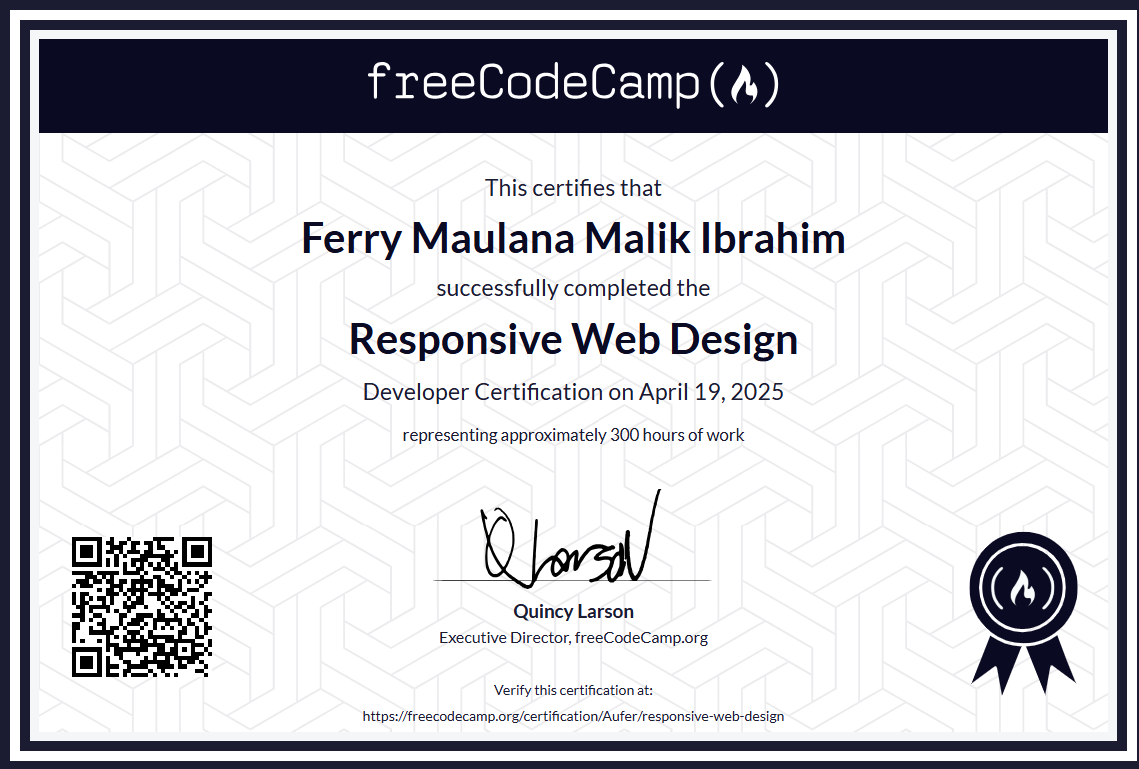 freeCodeCamp
This certifies that
Ferry Maulana Malik Ibrahim
successfully completed the
Responsive Web Design
Developer Certification on April 19, 2025
representing approximately 300 hours of work
QLarson
Quincy Larson
Executive Director, freeCodeCamp.org
Verify this certification at:
https://freecodecamp.org/certification/Aufer/responsive-web-design